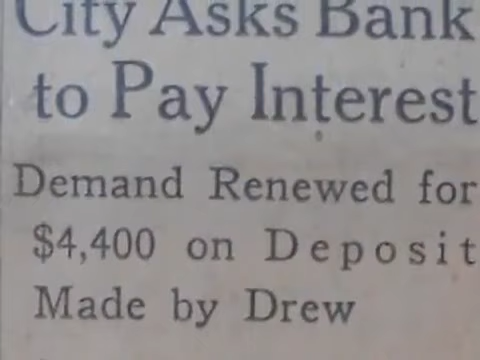 City Asks Bank
to Pay Interest
Demand Renewed for
$4,400 on Deposit
Made by Drew